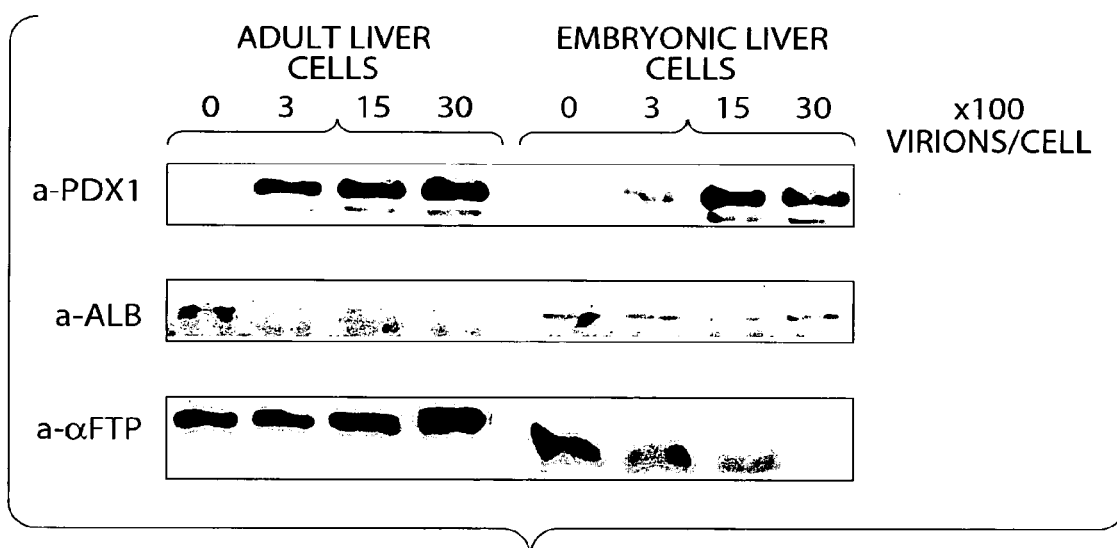 ADULT LIVER
CELLS
EMBRYONIC LIVER
CELLS
0 3 15 30 0 3 15 30 x100
VIRIONS/CELL
a-PDX1
a-ALB
a-αFTP